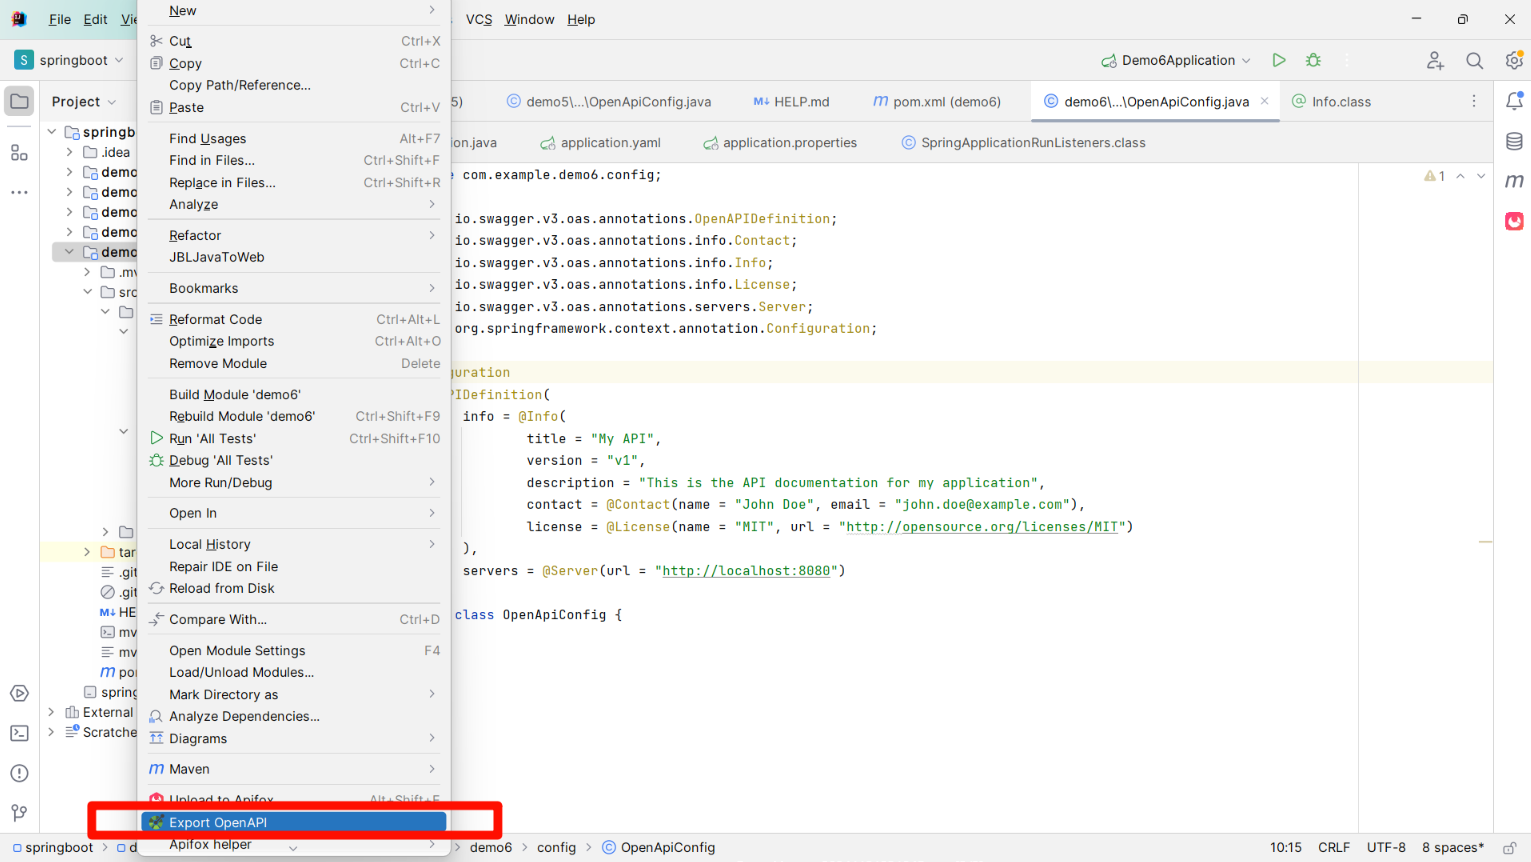 File Edit
VCS Window Help
New
S springboot
Demo6Application
Cut Ctrl+X
Copy Ctrl+C
Copy Path/Reference...
Paste Ctrl+V
Find Usages Alt+F7
Find in Files... Ctrl+Shift+F
Replace in Files... Ctrl+Shift+R
Analyze
Refactor
JBLJavaToWeb
Bookmarks
Reformat Code Ctrl+Alt+L
Optimize Imports Ctrl+Alt+O
Remove Module Delete
Build Module 'demo6'
Rebuild Module 'demo6' Ctrl+Shift+F9
Run 'All Tests' Ctrl+Shift+F10
Debug 'All Tests'
More Run/Debug
Open In
Local History
Repair IDE on File
Reload from Disk
Compare With... Ctrl+D
Open Module Settings F4
Load/Unload Modules...
Mark Directory as
Analyze Dependencies...
Diagrams
Maven
Upload to Apifox Alt+Shift+F
Export OpenAPI
Apifox helper
Project
springb
.idea
demo
demo
demo
demo
demo
.mv
src
tar
.git
.git
HE
mv
mv
por
spring
External
Scratche
5) demo5\...\OpenApiConfig.java HELP.md pom.xml (demo6) demo6\...\OpenApiConfig.java Info.class
ion.java application.yaml application.properties SpringApplicationRunListeners.class
com.example.demo6.config;
1
io.swagger.v3.oas.annotations.OpenAPIDefinition;
io.swagger.v3.oas.annotations.info.Contact;
io.swagger.v3.oas.annotations.info.Info;
io.swagger.v3.oas.annotations.info.License;
io.swagger.v3.oas.annotations.servers.Server;
org.springframework.context.annotation.Configuration;
guration
PIDefinition(
info = @Info(
title = "My API",
version = "v1",
description = "This is the API documentation for my application",
contact = @Contact(name = "John Doe", email = "john.doe@example.com"),
license = @License(name = "MIT", url = "http://opensource.org/licenses/MIT")
),
servers = @Server(url = "http://localhost:8080")
class OpenApiConfig {
springboot > d
demo6 > config > OpenApiConfig
10:15 CRLF UTF-8 8 spaces*